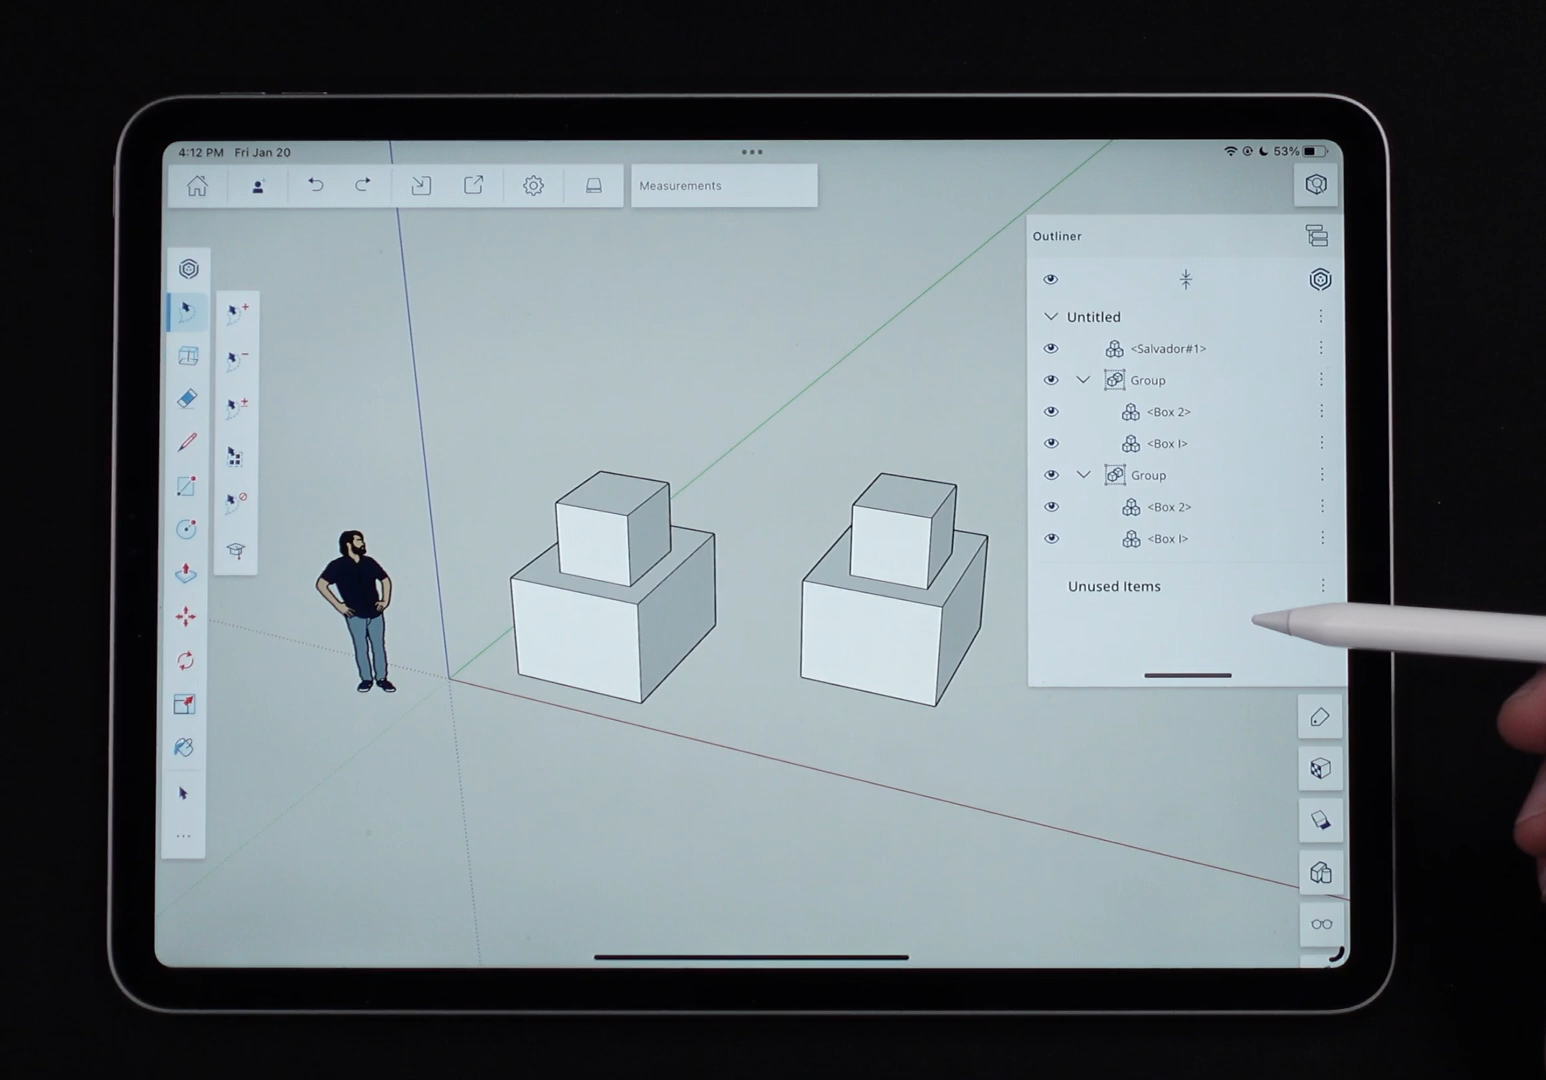 4:12 PM Fri Jan 20
53%
Measurements
Outliner
Untitled
<Salvador#1>
Group
<Box 2>
<Box I>
Group
<Box 2>
<Box I>
Unused Items